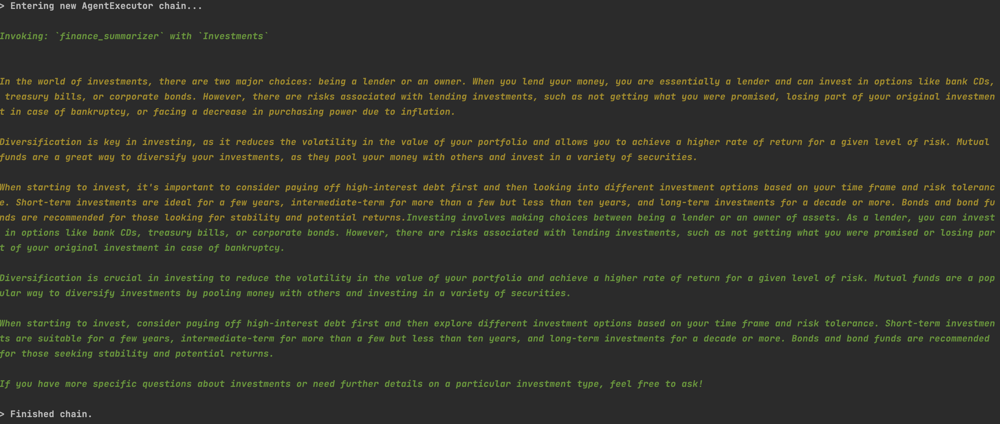 > Entering new AgentExecutor chain...
Invoking: `finance_summarizer` with `Investments`
In the world of investments, there are two major choices: being a lender or an owner. When you lend your money, you are essentially a lender and can invest in options like bank CDs,
treasury bills, or corporate bonds. However, there are risks associated with lending investments, such as not getting what you were promised, losing part of your original investmen
t in case of bankruptcy, or facing a decrease in purchasing power due to inflation.
Diversification is key in investing, as it reduces the volatility in the value of your portfolio and allows you to achieve a higher rate of return for a given level of risk. Mutual
funds are a great way to diversify your investments, as they pool your money with others and invest in a variety of securities.
When starting to invest, it's important to consider paying off high-interest debt first and then looking into different investment options based on your time frame and risk toleranc
e. Short-term investments are ideal for a few years, intermediate-term for more than a few but less than ten years, and long-term investments for a decade or more. Bonds and bond fu
nds are recommended for those looking for stability and potential returns.Investing involves making choices between being a lender or an owner of assets. As a lender, you can invest
in options like bank CDs, treasury bills, or corporate bonds. However, there are risks associated with lending investments, such as not getting what you were promised or losing par
t of your original investment in case of bankruptcy.
Diversification is crucial in investing to reduce the volatility in the value of your portfolio and achieve a higher rate of return for a given level of risk. Mutual funds are a pop
ular way to diversify investments by pooling money with others and investing in a variety of securities.
When starting to invest, consider paying off high-interest debt first and then explore different investment options based on your time frame and risk tolerance. Short-term investmen
ts are suitable for a few years, intermediate-term for more than a few but less than ten years, and long-term investments for a decade or more. Bonds and bond funds are recommended
for those seeking stability and potential returns.
If you have more specific questions about investments or need further details on a particular investment type, feel free to ask!
> Finished chain.